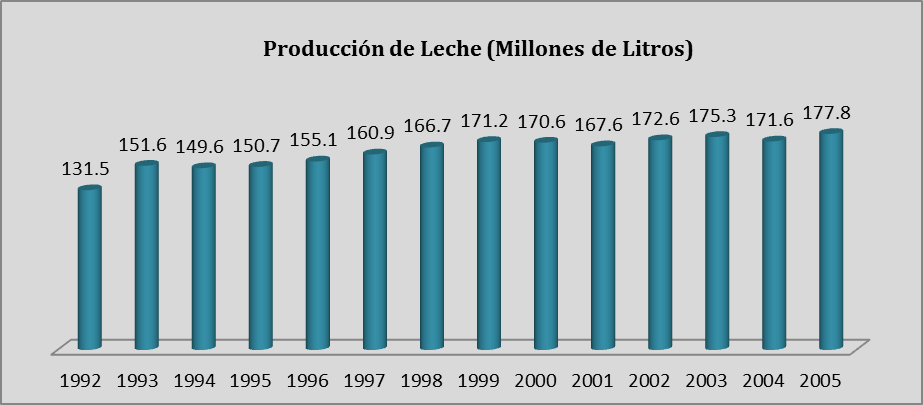 Producción de Leche (Millones de Litros)
131.5 151.6 149.6 150.7 155.1 160.9 166.7 171.2 170.6 167.6 172.6 175.3 171.6 177.8
1992 1993 1994 1995 1996 1997 1998 1999 2000 2001 2002 2003 2004 2005